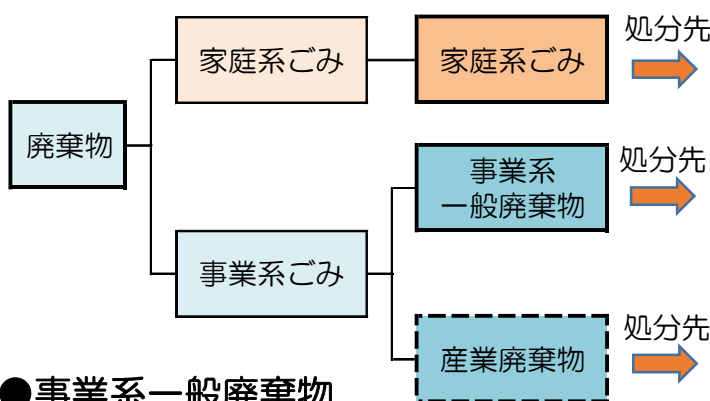 処分先
家庭系ごみ
家庭系ごみ
廃棄物
処分先
事業系
一般廃棄物
事業系ごみ
処分先
産業廃棄物
●事業系一般廃棄物